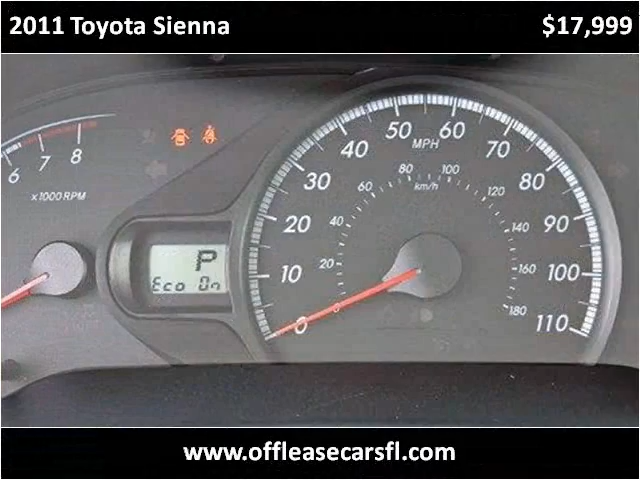 2011 Toyota Sienna $17,999
6 7 8
x1000 RPM
P
Eco On
0 10 20 30 40 50 60 70 80 90 100 110
MPH
0 20 40 60 80 100 120 140 160 180
km/h
www.offleasecarsfl.com